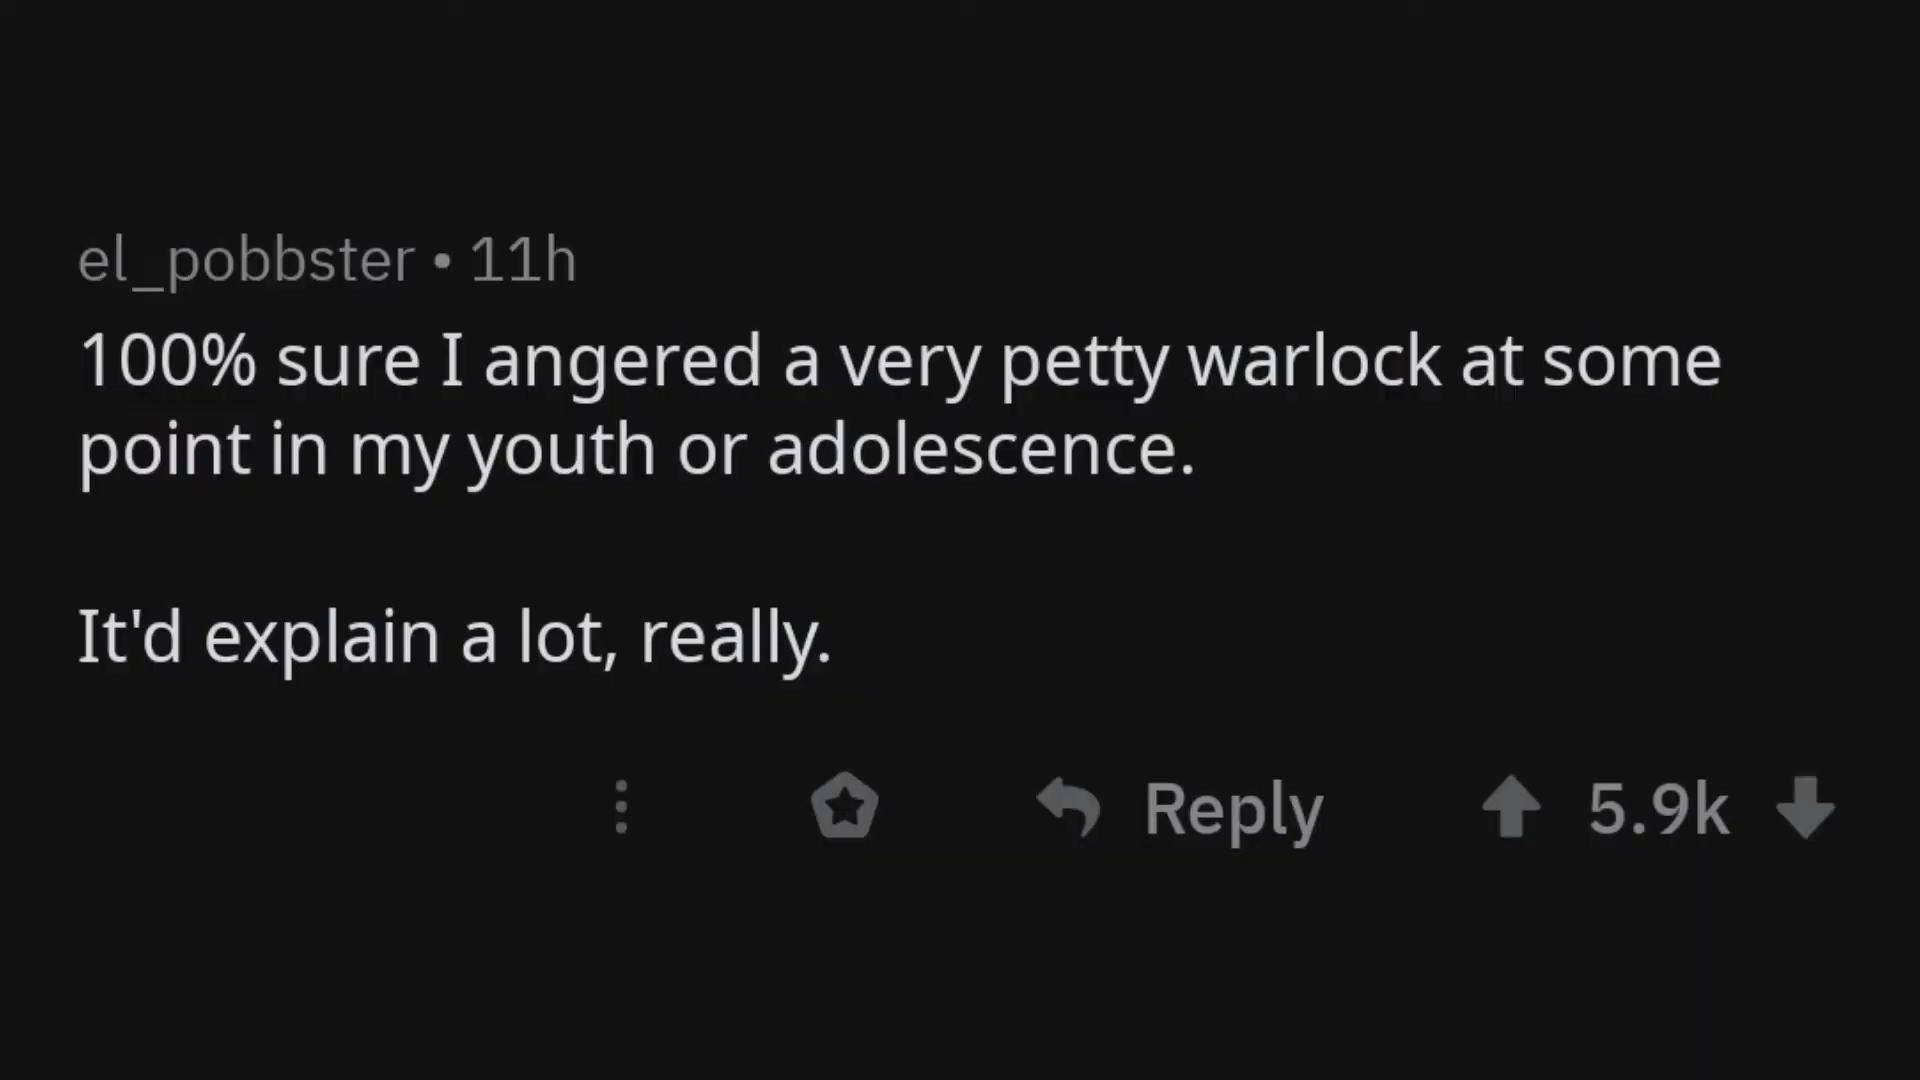 el_pobbster • 11h
100% sure I angered a very petty warlock at some
point in my youth or adolescence.
It'd explain a lot, really.
Reply
5.9k